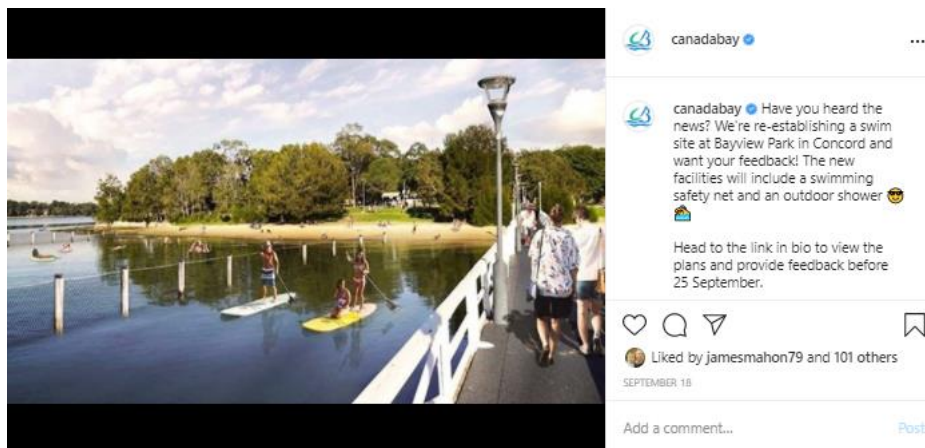 canadabay
canadabay Have you heard the
news? We're re-establishing a swim
site at Bayview Park in Concord and
want your feedback! The new
facilities will include a swimming
safety net and an outdoor shower 😎
🏊
Head to the link in bio to view the
plans and provide feedback before
25 September.
Liked by jamesmahon79 and 101 others
SEPTEMBER 18
Add a comment...
Post